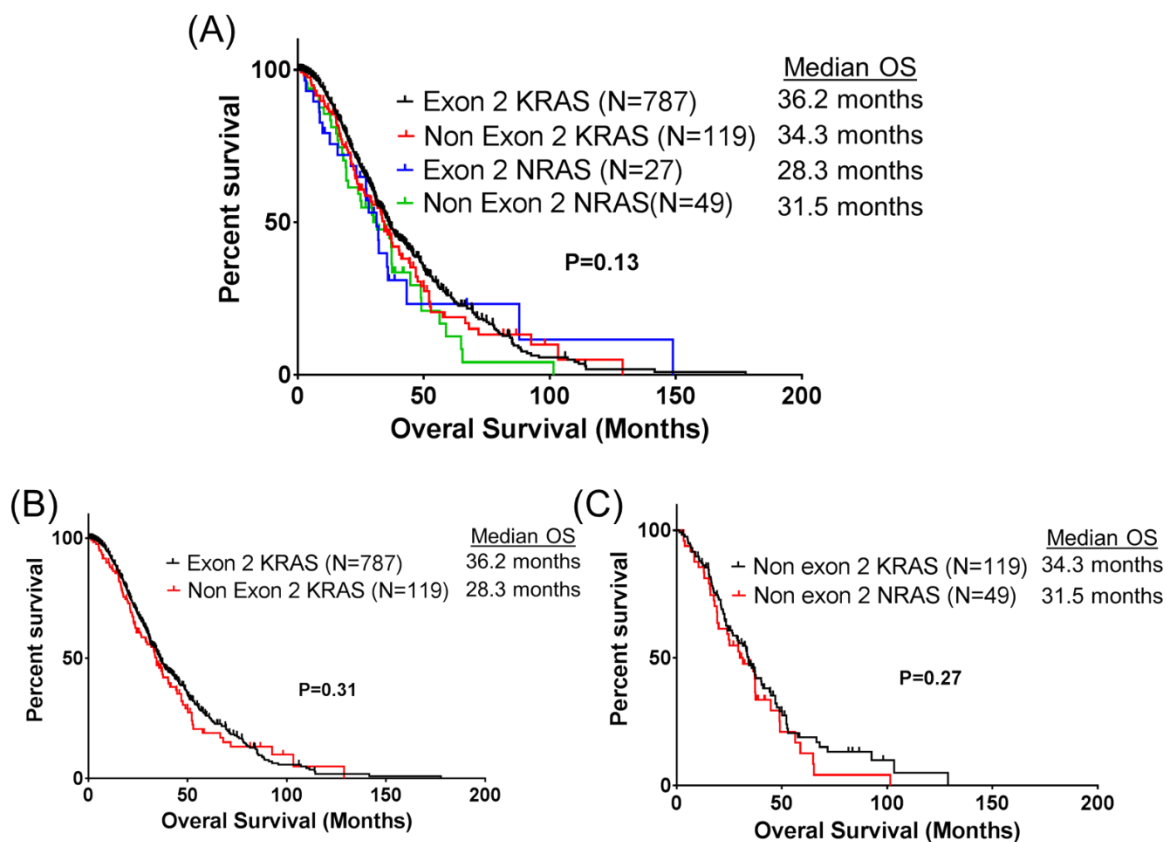 (A)
Median OS
Exon 2 KRAS (N=787) 36.2 months
Non Exon 2 KRAS (N=119) 34.3 months
Exon 2 NRAS (N=27) 28.3 months
Non Exon 2 NRAS(N=49) 31.5 months
P=0.13
Percent survival
100
50
0
0 50 100 150 200
Overal Survival (Months)
(B)
Median OS
Exon 2 KRAS (N=787) 36.2 months
Non Exon 2 KRAS (N=119) 28.3 months
P=0.31
Percent survival
100
50
0
0 50 100 150 200
Overal Survival (Months)
(C)
Median OS
Non exon 2 KRAS (N=119) 34.3 months
Non exon 2 NRAS (N=49) 31.5 months
P=0.27
Percent survival
100
50
0
0 50 100 150 200
Overal Survival (Months)